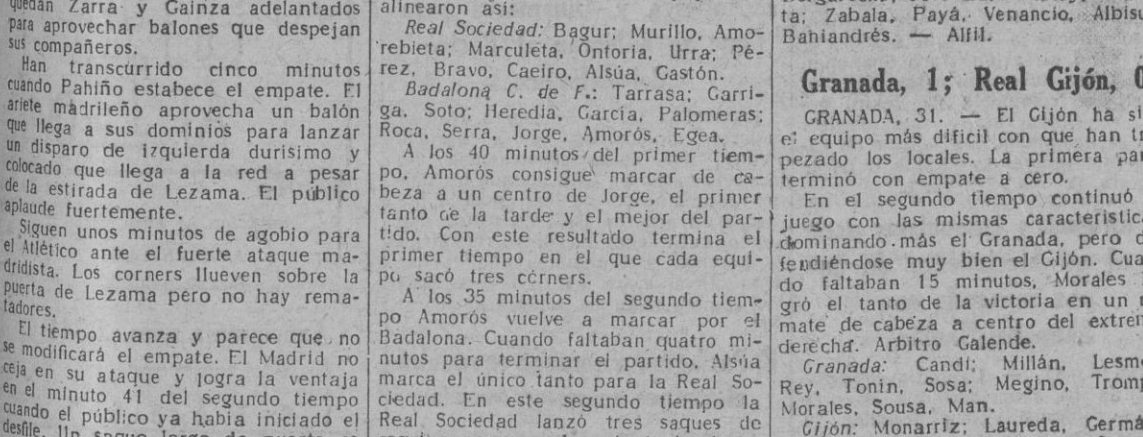 quedan Zarra y Gainza adelantados
para aprovechar balones que despejan
sus compañeros.
Han transcurrido cinco minutos
cuando Pahiño estabece el empate. El
ariete madrileño aprovecha un balón
que llega a sus dominios para lanzar
un disparo de izquierda durisimo y
colocado que llega a la red a pesar
de la estirada de Lezama. El público
aplaude fuertemente.
Siguen unos minutos de agobio para
el Atlético ante el fuerte ataque ma-
dridista. Los corners llueven sobre la
puerta de Lezama pero no hay rema-
tadores.
El tiempo avanza y parece que no
se modificará el empate. El Madrid no
ceja en su ataque y logra la ventaja
en el minuto 41 del segundo tiempo
cuando el público ya habia iniciado el
desfile. Un saque largo de
alinearon asi:
Real Sociedad: Bagur; Murillo, Amo-
rebieta; Marculeta, Ontoria, Urra; Pé-
rez, Bravo, Caeiro, Alsúa, Gastón.
Badalona C. de F.: Tarrasa; Garri-
ga, Soto; Heredia, García, Palomeras;
Roca, Serra, Jorge, Amorós, Egea.
A los 40 minutos del primer tiem-
po, Amorós consigue marcar de ca-
beza a un centro de Jorge, el primer
tanto de la tarde y el mejor del par-
tido. Con este resultado termina el
primer tiempo en el que cada equi-
po sacó tres córners.
A los 35 minutos del segundo tiem-
po Amorós vuelve a marcar por el
Badalona. Cuando faltaban cuatro mi-
nutos para terminar el partido, Alsúa
marca el único tanto para la Real So-
ciedad. En este segundo tiempo la
Real Sociedad lanzó tres saques de
ta; Zabala, Payá, Venancio, Albisu
Bahiandrés. — Alfil.
Granada, 1; Real Gijón, 0
GRANADA, 31. — El Gijón ha si
el equipo más dificil con que han t
pezado los locales. La primera par
terminó con empate a cero.
En el segundo tiempo continuó
juego con las mismas caracteristic
dominando más el Granada, pero d
fendiéndose muy bien el Gijón. Cua
do faltaban 15 minutos, Morales
gró el tanto de la victoria en un r
mate de cabeza a centro del extrem
derecha. Arbitro Galende.
Granada: Candi; Millán, Lesm
Rey, Tonin, Sosa; Megino, Trom
Morales, Sousa, Man.
Gijón: Monarriz; Laureda, Germá